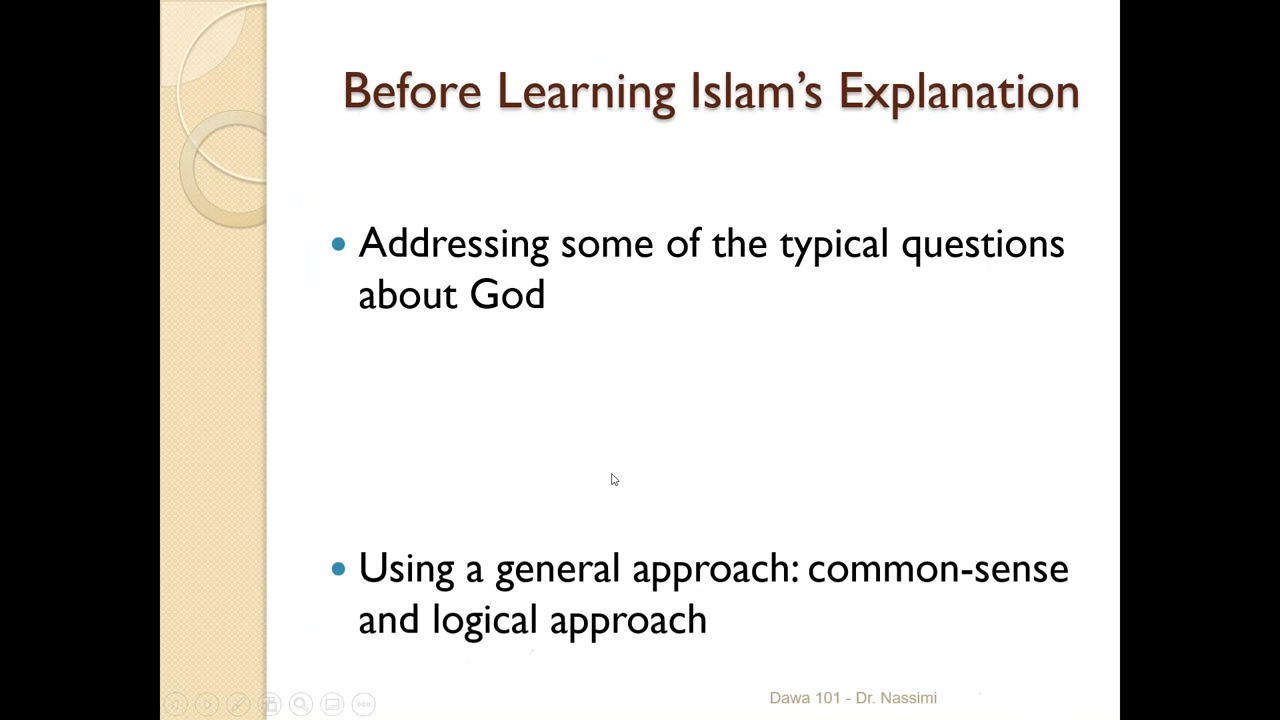 Before Learning Islam’s Explanation
• Addressing some of the typical questions
about God
• Using a general approach: common-sense
and logical approach
Dawa 101 - Dr. Nassimi